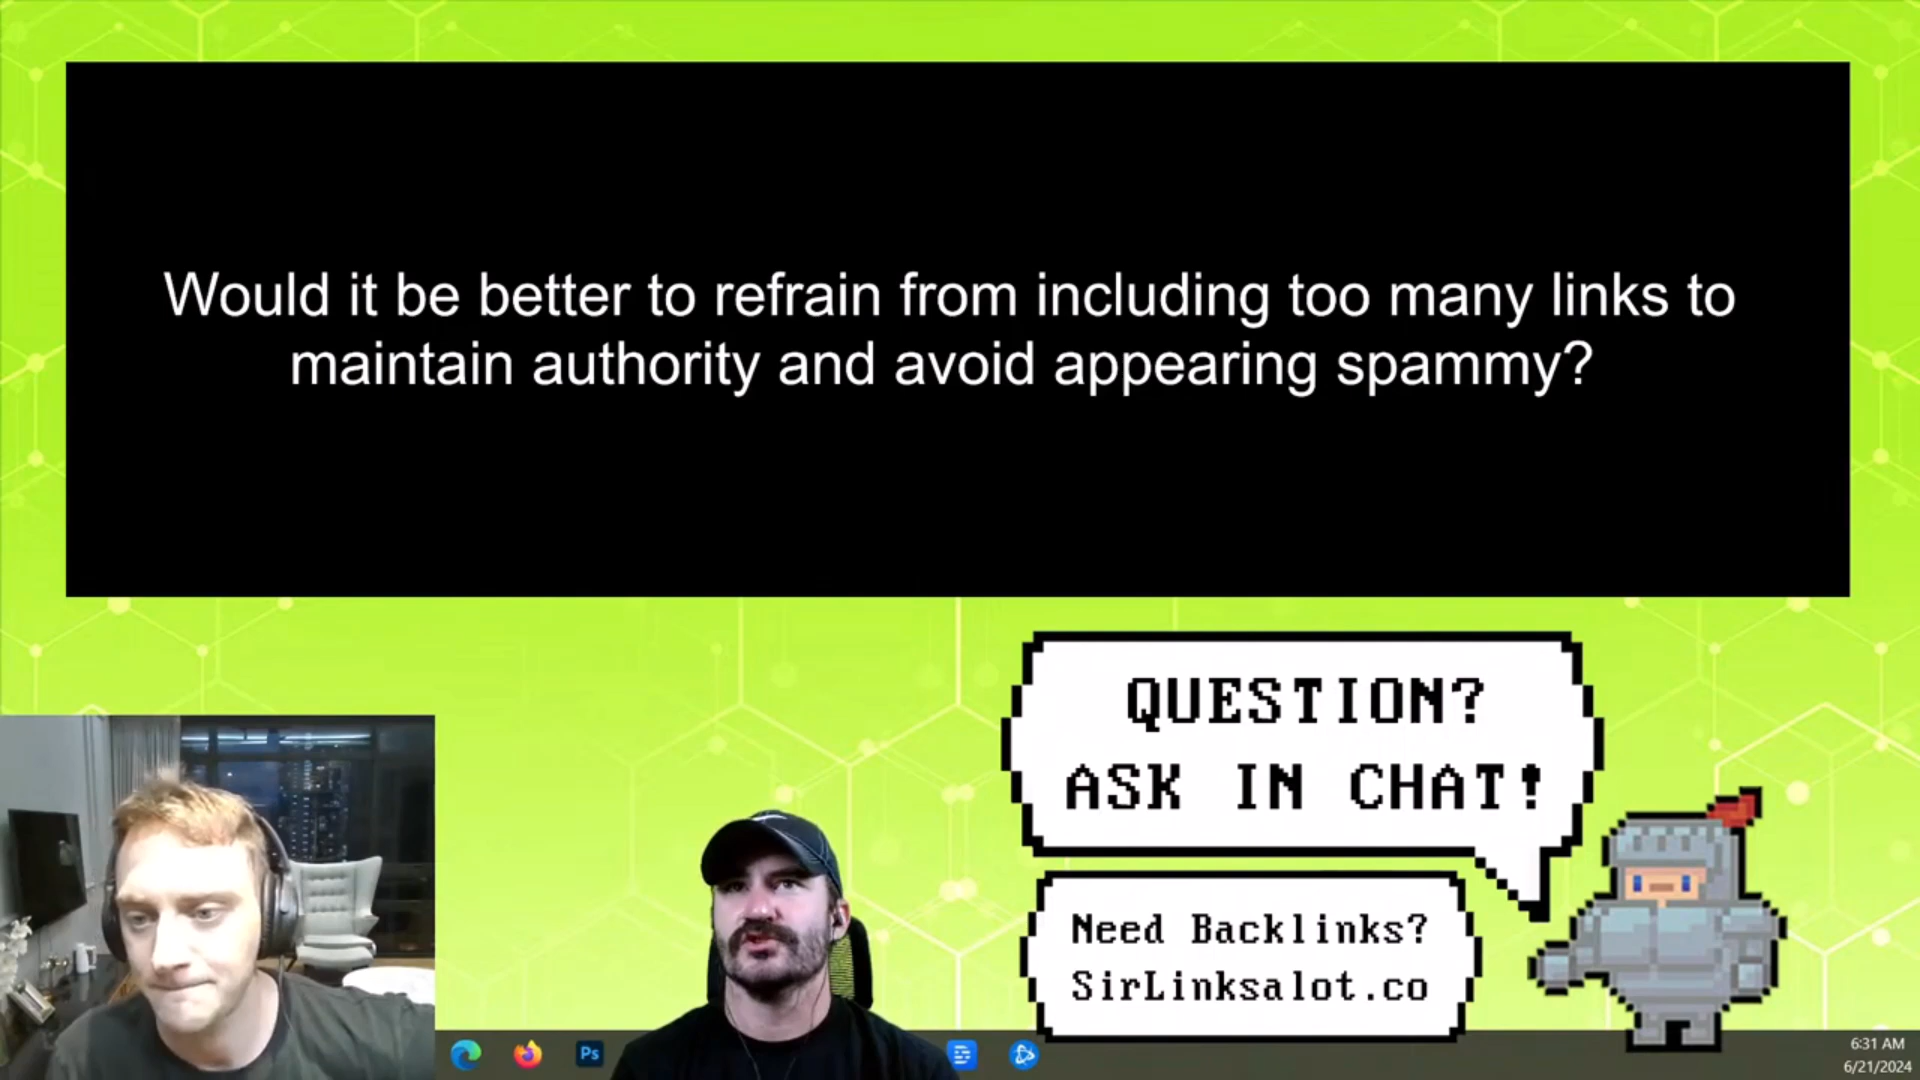 Would it be better to refrain from including too many links to
maintain authority and avoid appearing spammy?
QUESTION?
ASK IN CHAT!
Need Backlinks?
SirLinksalot.co
Ps
6:31 AM
6/21/2024